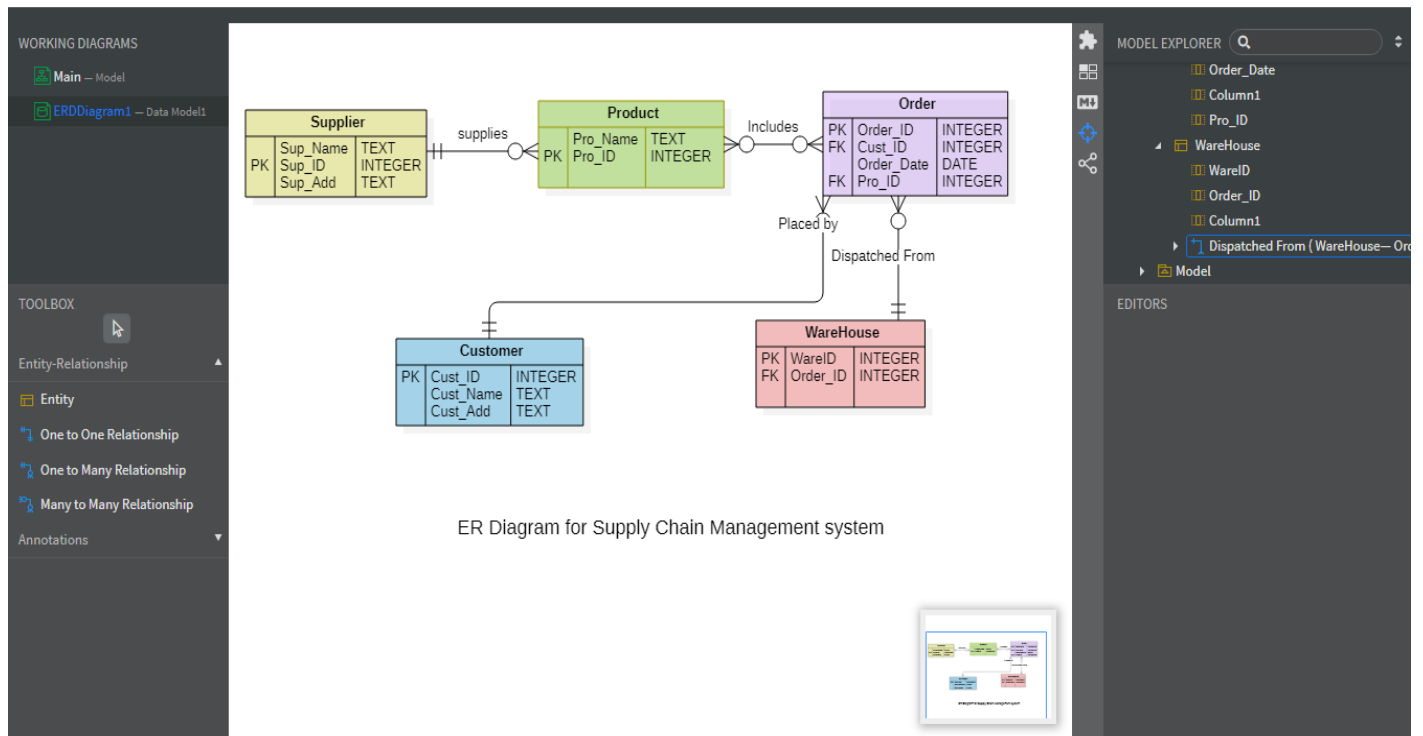 WORKING DIAGRAMS
Main — Model
ERDDiagram1 — Data Model1
TOOLBOX
Entity-Relationship
Entity
One to One Relationship
One to Many Relationship
Many to Many Relationship
Annotations
Supplier
Sup_Name TEXT
PK Sup_ID INTEGER
Sup_Add TEXT
supplies
Product
Pro_Name TEXT
PK Pro_ID INTEGER
Includes
Order
PK Order_ID INTEGER
FK Cust_ID INTEGER
Order_Date DATE
FK Pro_ID INTEGER
Placed by
Dispatched From
Customer
PK Cust_ID INTEGER
Cust_Name TEXT
Cust_Add TEXT
WareHouse
PK WareID INTEGER
FK Order_ID INTEGER
ER Diagram for Supply Chain Management system
M
MODEL EXPLORER
Order_Date
Column1
Pro_ID
WareHouse
WareID
Order_ID
Column1
Dispatched From ( WareHouse— Ord
Model
EDITORS